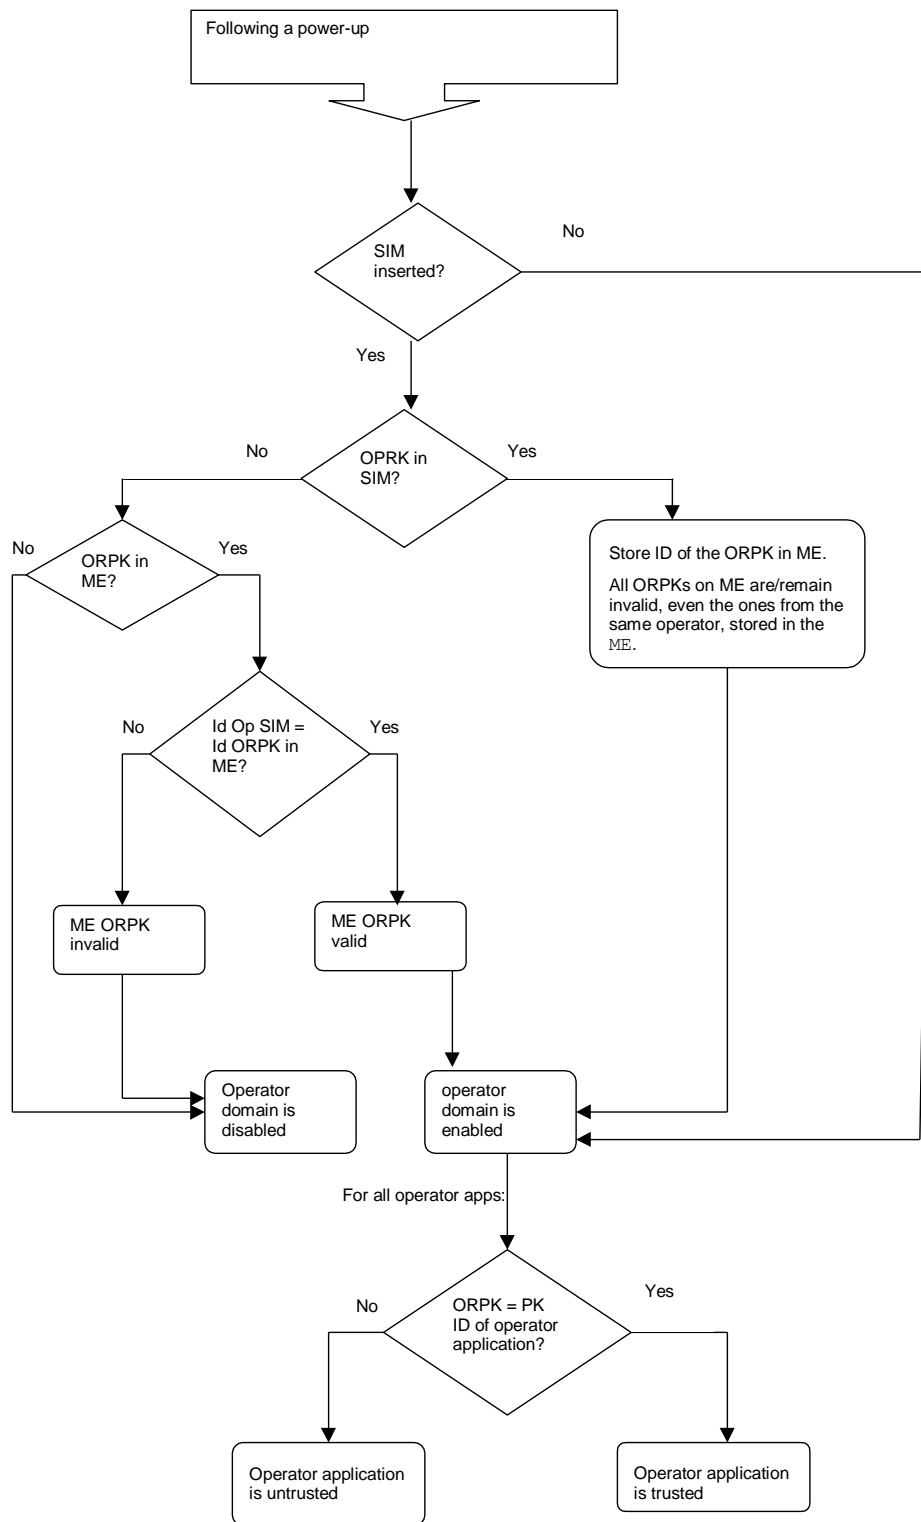 Following a power-up
No
SIM
inserted?
Yes
No
OPRK in
SIM?
Yes
No
ORPK in
ME?
Yes
Store ID of the ORPK in ME.
All ORPKs on ME are/remain
invalid, even the ones from the
same operator, stored in the
ME.
No
Id Op SIM =
Id ORPK in
ME?
Yes
ME ORPK
invalid
ME ORPK
valid
Operator
domain is
disabled
operator
domain is
enabled
For all operator apps:
No
ORPK = PK
ID of operator
application?
Yes
Operator application
is untrusted
Operator application
is trusted